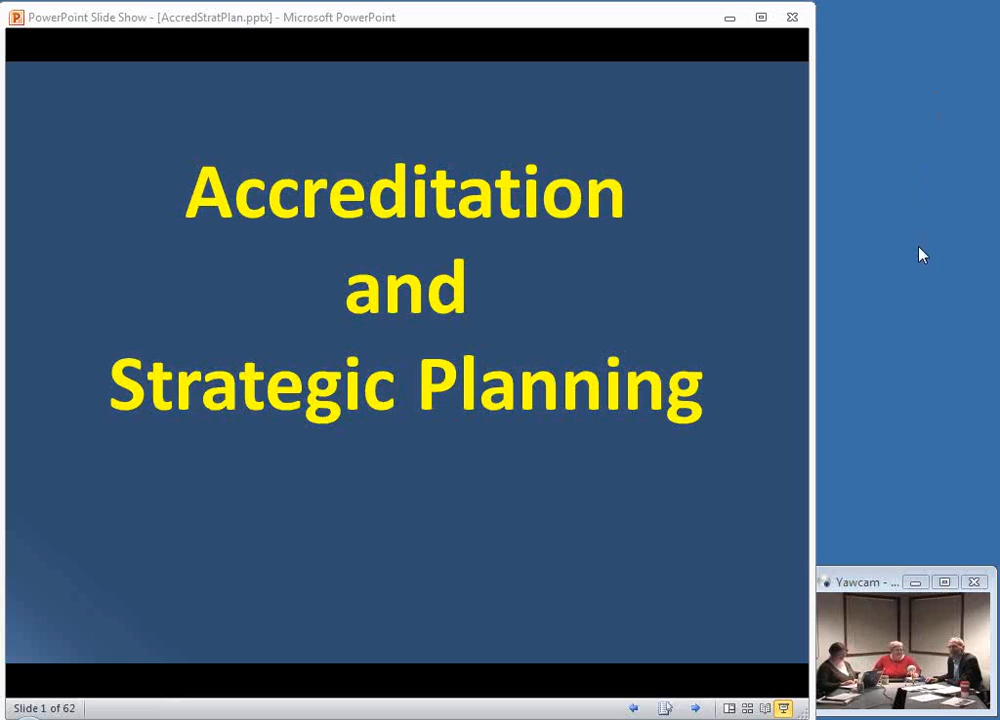 PowerPoint Slide Show - [AccredStratPlan.pptx] - Microsoft PowerPoint
Accreditation
and
Strategic Planning
Yawcam - ...
Slide 1 of 62